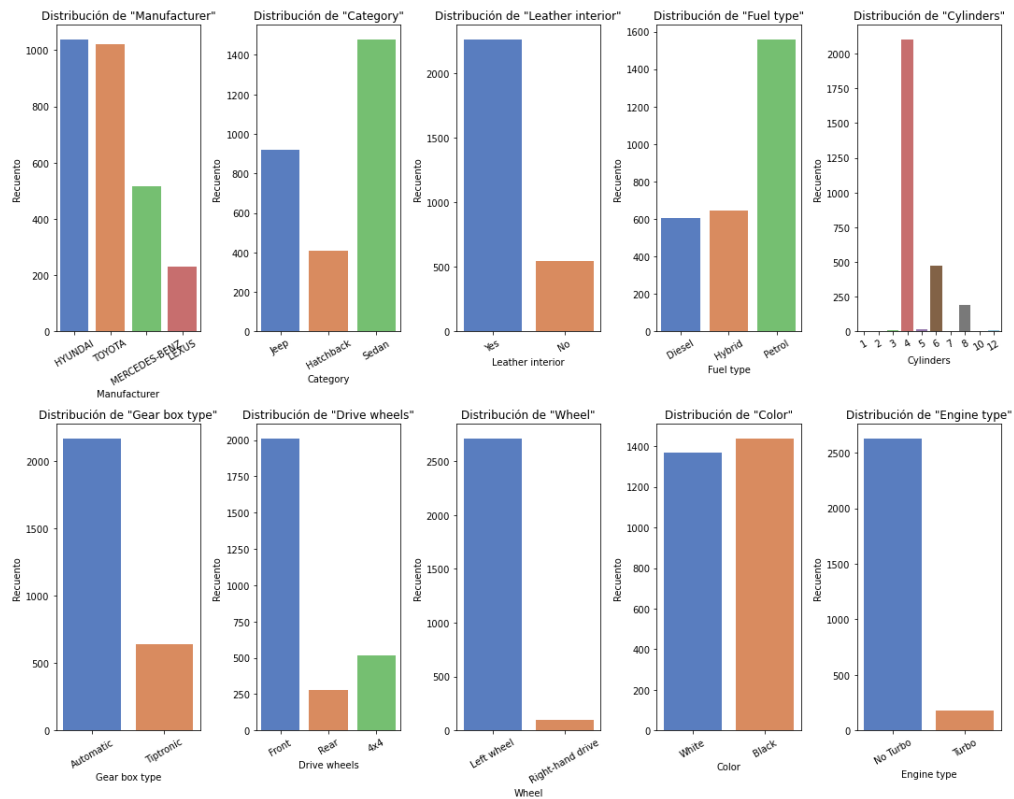 Distribución de "Manufacturer"
Recuento
1000
800
600
400
200
0
HYUNDAI
TOYOTA
MERCEDES-BENZ
LEXUS
Manufacturer
Distribución de "Category"
Recuento
1400
1200
1000
800
600
400
200
0
Jeep
Hatchback
Sedan
Category
Distribución de "Leather interior"
Recuento
2000
1500
1000
500
0
Yes
No
Leather interior
Distribución de "Fuel type"
Recuento
1600
1400
1200
1000
800
600
400
200
0
Diesel
Hybrid
Petrol
Fuel type
Distribución de "Cylinders"
Recuento
2000
1750
1500
1250
1000
750
500
250
0
1
2
3
4
5
6
7
8
10
12
Cylinders
Distribución de "Gear box type"
Recuento
2000
1500
1000
500
0
Automatic
Tiptronic
Gear box type
Distribución de "Drive wheels"
Recuento
2000
1750
1500
1250
1000
750
500
250
0
Front
Rear
4x4
Drive wheels
Distribución de "Wheel"
Recuento
2500
2000
1500
1000
500
0
Left wheel
Right-hand drive
Wheel
Distribución de "Color"
Recuento
1400
1200
1000
800
600
400
200
0
White
Black
Color
Distribución de "Engine type"
Recuento
2500
2000
1500
1000
500
0
No Turbo
Turbo
Engine type